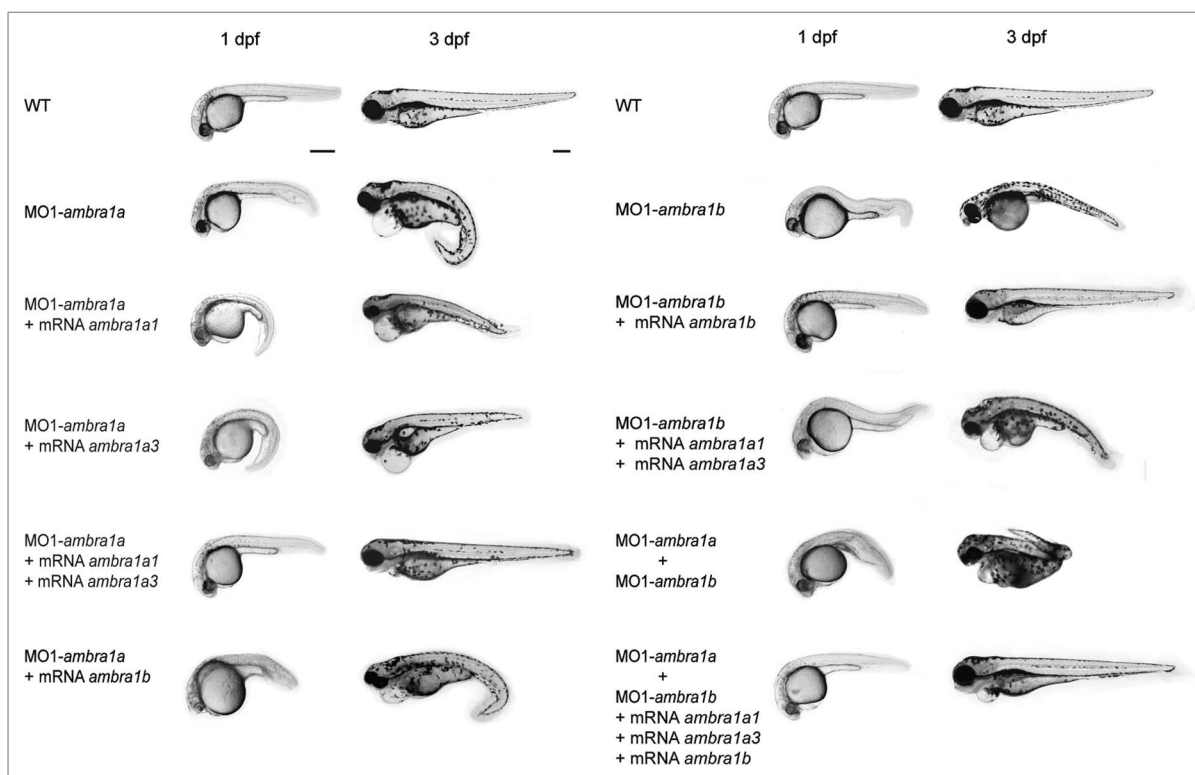 1 dpf
3 dpf
WT
MO1-ambra1a
MO1-ambra1a
+ mRNA ambra1a1
MO1-ambra1a
+ mRNA ambra1a3
MO1-ambra1a
+ mRNA ambra1a1
+ mRNA ambra1a3
MO1-ambra1a
+ mRNA ambra1b
1 dpf
3 dpf
WT
MO1-ambra1b
MO1-ambra1b
+ mRNA ambra1b
MO1-ambra1b
+ mRNA ambra1a1
+ mRNA ambra1a3
MO1-ambra1a
+
MO1-ambra1b
MO1-ambra1a
+
MO1-ambra1b
+ mRNA ambra1a1
+ mRNA ambra1a3
+ mRNA ambra1b